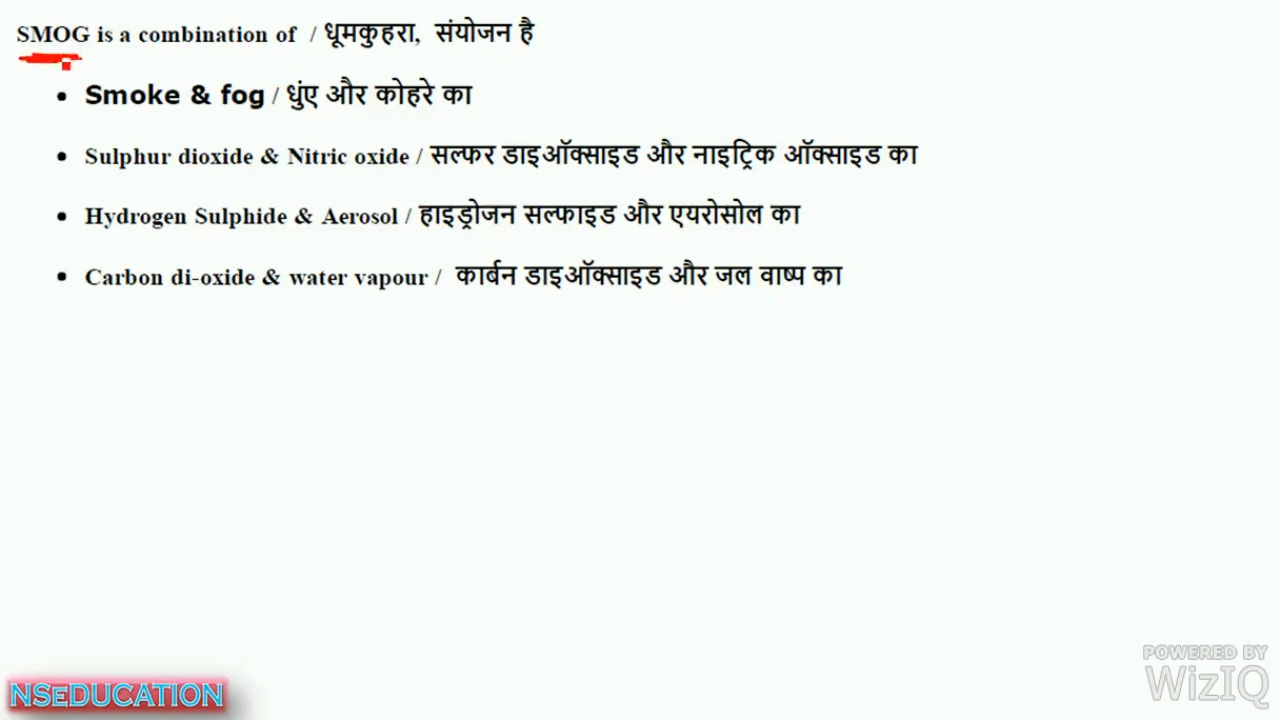 SMOG is a combination of / धूमकुहरा, संयोजन है
• Smoke & fog / धुंए और कोहरे का
• Sulphur dioxide & Nitric oxide / सल्फर डाइऑक्साइड और नाइट्रिक ऑक्साइड का
• Hydrogen Sulphide & Aerosol / हाइड्रोजन सल्फाइड और एयरोसोल का
• Carbon di-oxide & water vapour / कार्बन डाइऑक्साइड और जल वाष्प का
POWERED BY
WizIQ
NSEDUCATION